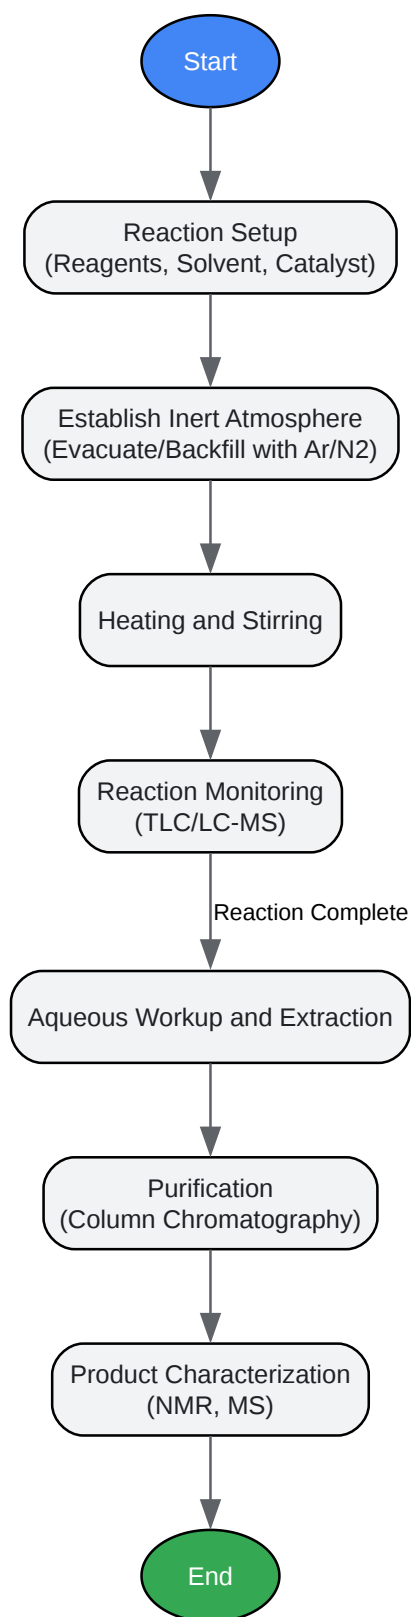 Start
Reaction Setup
(Reagents, Solvent, Catalyst)
Establish Inert Atmosphere
(Evacuate/Backfill with Ar/N2)
Heating and Stirring
Reaction Monitoring
(TLC/LC-MS)
Reaction Complete
Aqueous Workup and Extraction
Purification
(Column Chromatography)
Product Characterization
(NMR, MS)
End